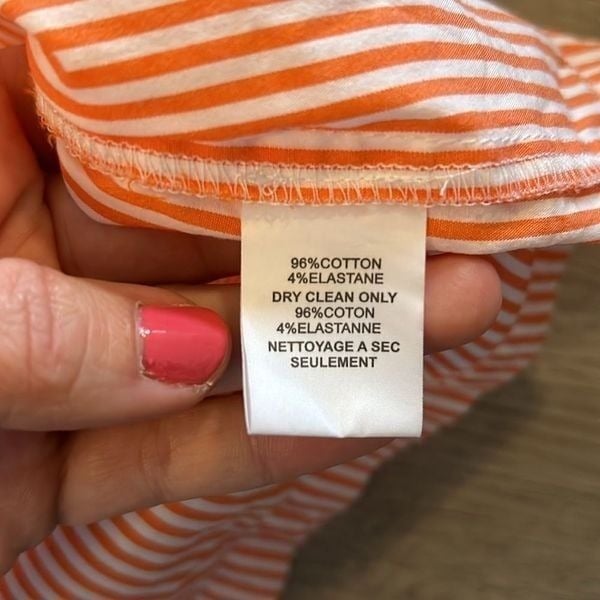 96%COTTON
4%ELASTANE
DRY CLEAN ONLY
96%COTON
4%ELASTANNE
NETTOYAGE A SEC
SEULEMENT